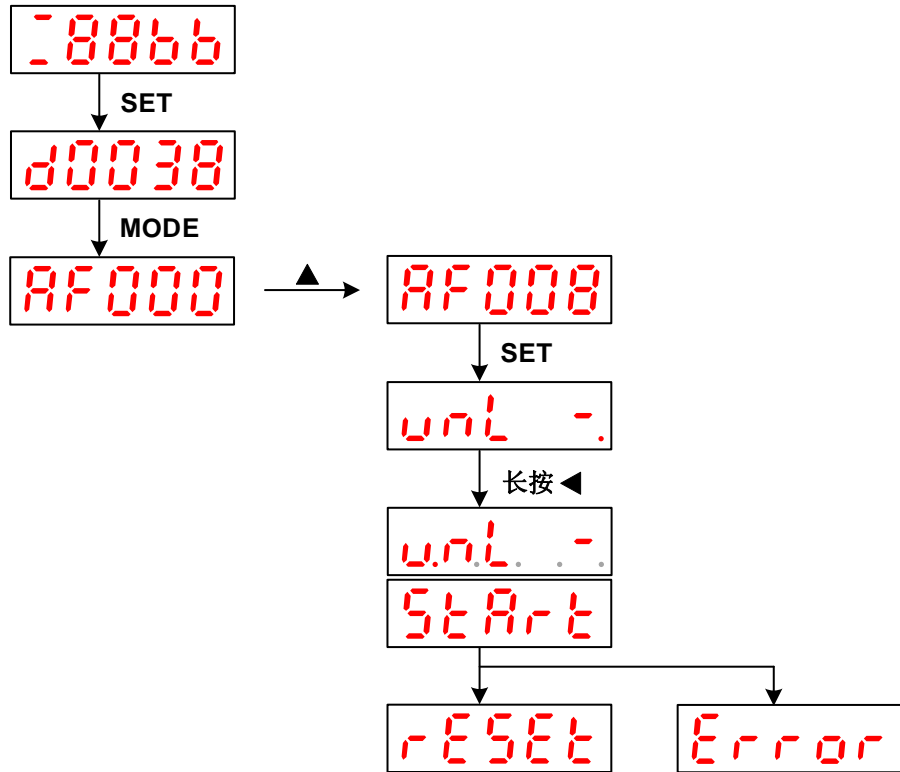 88bb
SET
d0038
MODE
AF000
▲
AF008
SET
unL -.
长按◀
u.nL -
StArt
rESEt
Error